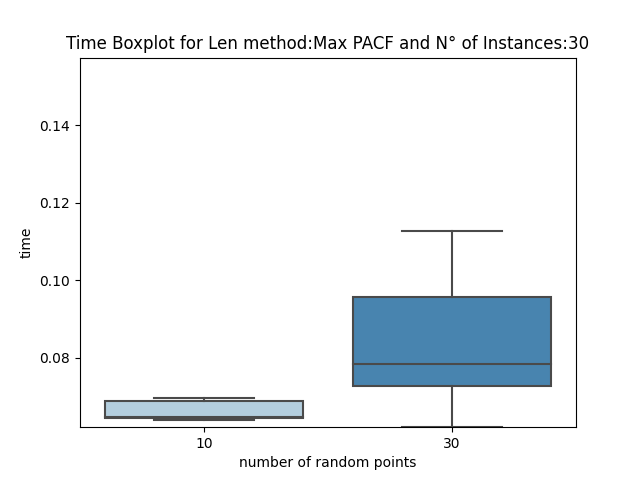 Time Boxplot for Len method:Max PACF and N° of Instances:30
0.14
0.12
0.10
0.08
time
10
30
number of random points